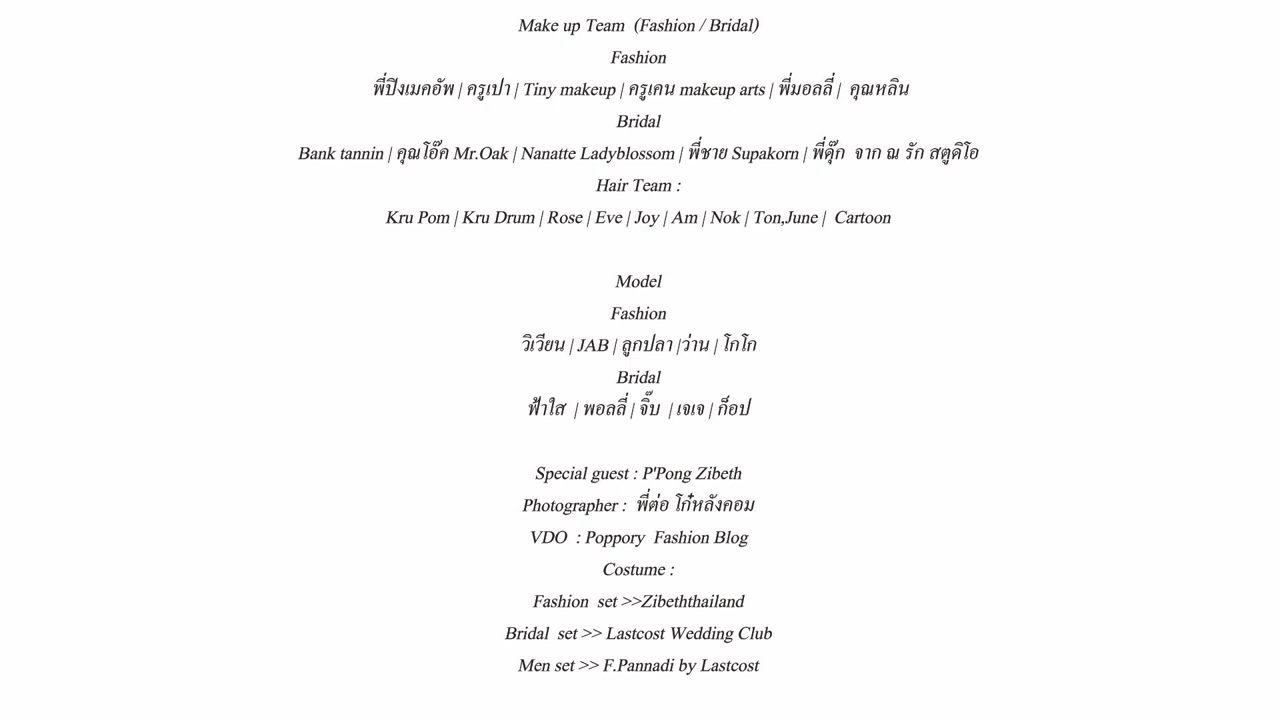 Make up Team (Fashion / Bridal)
Fashion
พี่ปิงเมคอัพ | ครูเปา | Tiny makeup | ครูเคน makeup arts | พี่มอลลี่ | คุณหลิน
Bridal
Bank tannin | คุณโอ๊ค Mr.Oak | Nanatte Ladyblossom | พี่ชาย Supakorn | พี่ดุ๊ก จาก ณ รัก สตูดิโอ
Hair Team :
Kru Pom | Kru Drum | Rose | Eve | Joy | Am | Nok | Ton,June | Cartoon
Model
Fashion
วิเวียน | JAB | ลูกปลา |ว่าน | โกโก
Bridal
ฟ้าใส | พอลลี่ | จิ๊บ | เจเจ | ก็อป
Special guest : P'Pong Zibeth
Photographer : พี่ต่อ โก๋หลังคอม
VDO : Poppory Fashion Blog
Costume :
Fashion set >>Zibeththailand
Bridal set >> Lastcost Wedding Club
Men set >> F.Pannadi by Lastcost